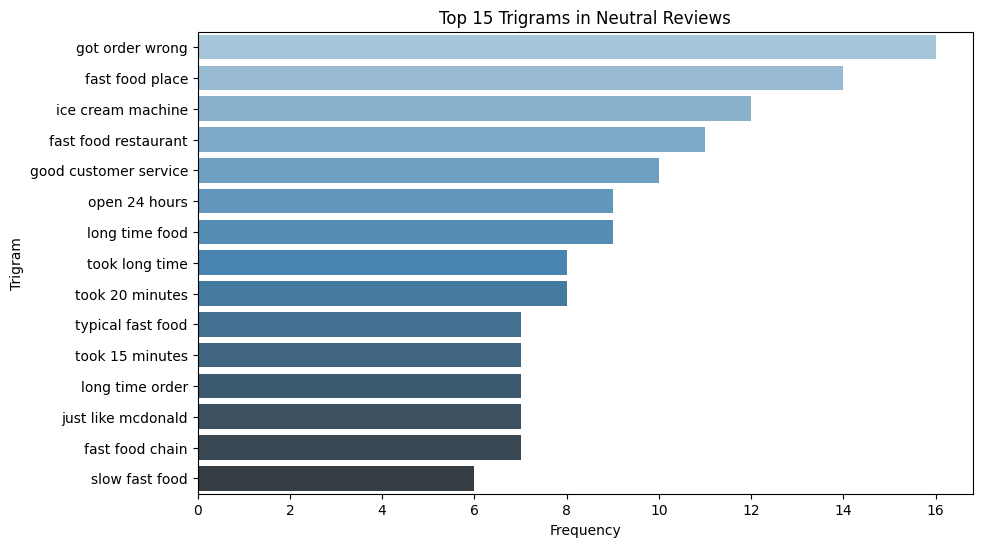 Top 15 Trigrams in Neutral Reviews
Trigram
got order wrong
fast food place
ice cream machine
fast food restaurant
good customer service
open 24 hours
long time food
took long time
took 20 minutes
typical fast food
took 15 minutes
long time order
just like mcdonald
fast food chain
slow fast food
0 2 4 6 8 10 12 14 16
Frequency